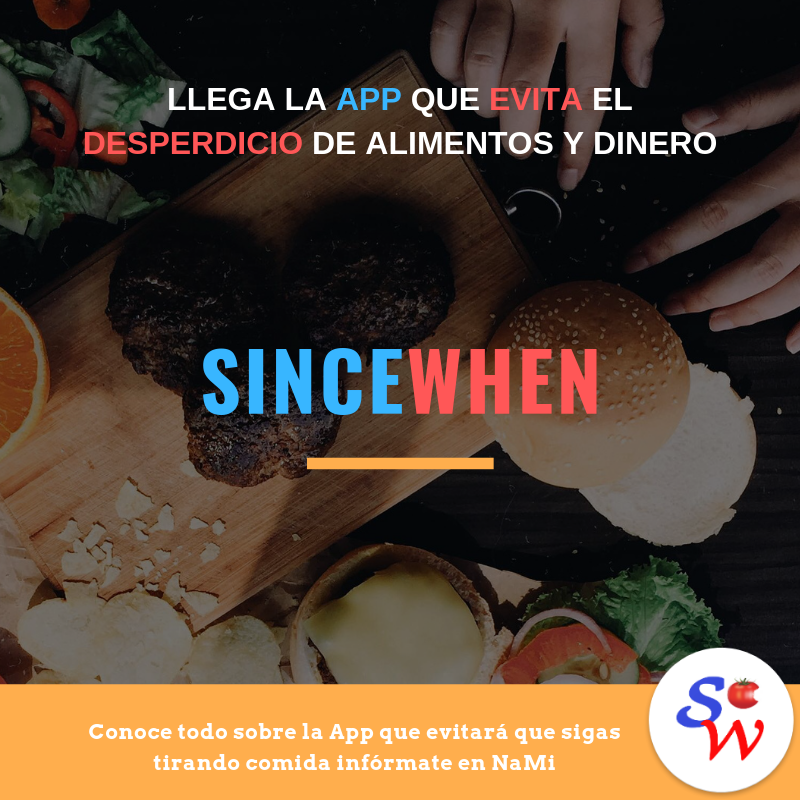 LLEGA LA APP QUE EVITA EL
DESPERDICIO DE ALIMENTOS Y DINERO
SINCEWHEN
Conoce todo sobre la App que evitará que sigas
tirando comida infórmate en NaMi
S
W